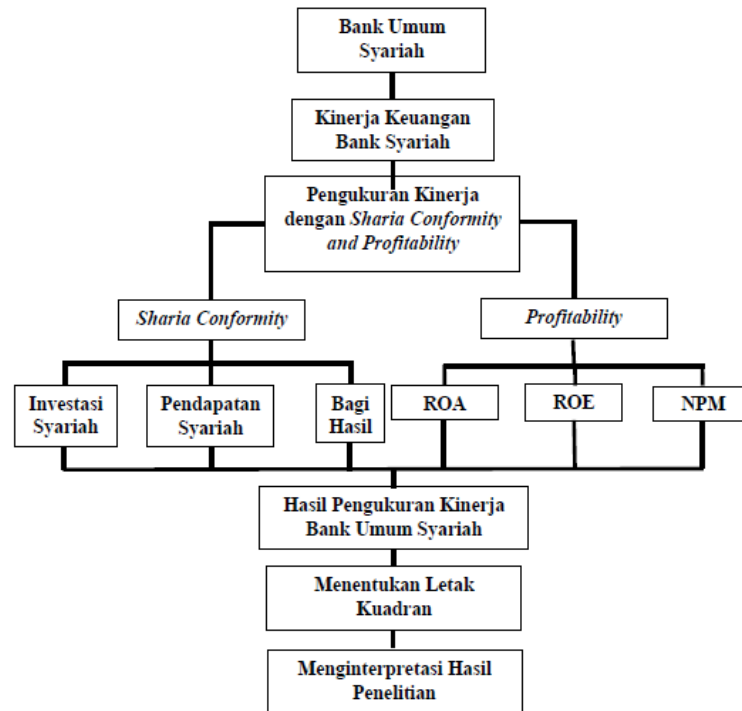 Bank Umum
Syariah
Kinerja Keuangan
Bank Syariah
Pengukuran Kinerja
dengan Sharia Conformity
and Profitability
Sharia Conformity
Profitability
Investasi
Syariah
Pendapatan
Syariah
Bagi
Hasil
ROA
ROE
NPM
Hasil Pengukuran Kinerja
Bank Umum Syariah
Menentukan Letak
Kuadran
Menginterpretasi Hasil
Penelitian